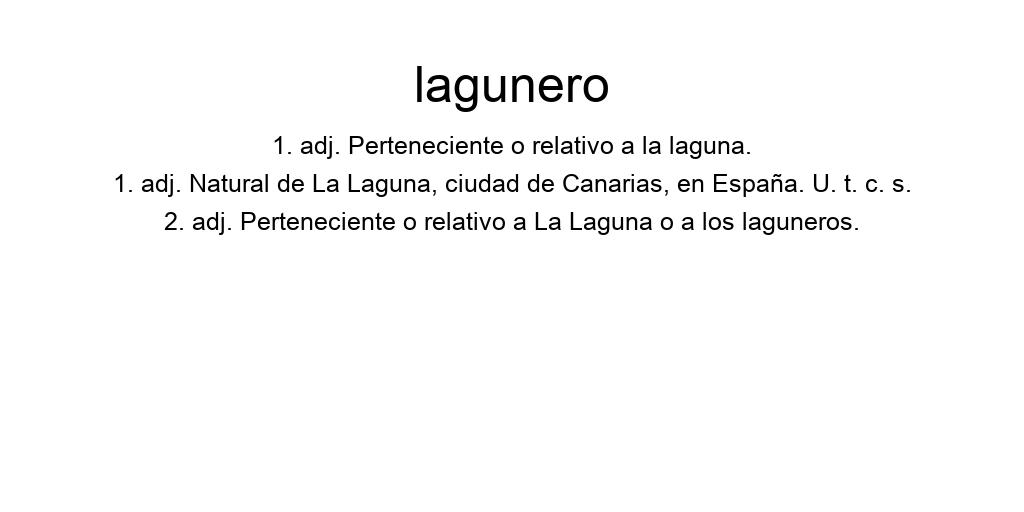 lagunero
1. adj. Perteneciente o relativo a la laguna.
1. adj. Natural de La Laguna, ciudad de Canarias, en España. U. t. c. s.
2. adj. Perteneciente o relativo a La Laguna o a los laguneros.